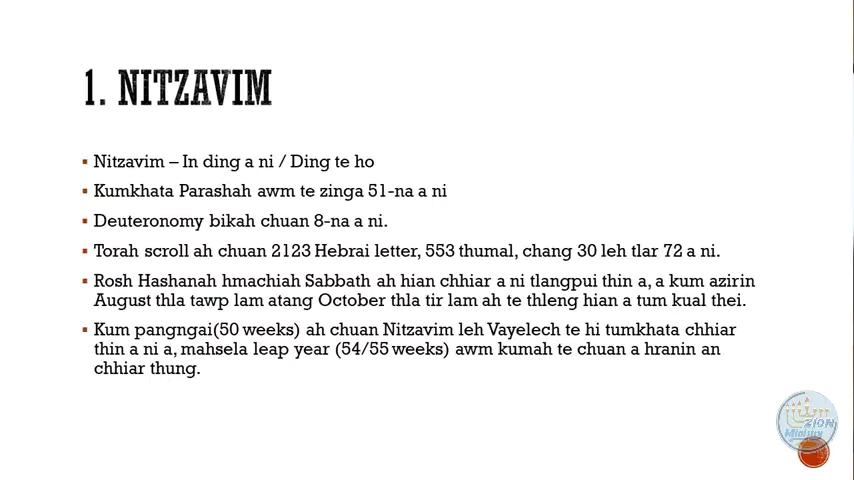 1. NITZAVIM
▪ Nitzavim – In ding a ni / Ding te ho
▪ Kumkhata Parashah awm te zinga 51-na a ni
▪ Deuteronomy bikah chuan 8-na a ni.
▪ Torah scroll ah chuan 2123 Hebrai letter, 553 thumal, chang 30 leh tlar 72 a ni.
▪ Rosh Hashanah hmachiah Sabbath ah hian chhiar a ni tlangpui thin a, a kum azirin
August thla tawp lam atang October thla tir lam ah te thleng hian a tum kual thei.
▪ Kum pangngai(50 weeks) ah chuan Nitzavim leh Vayelech te hi tumkhata chhiar
thin a ni a, mahsela leap year (54/55 weeks) awm kumah te chuan a hranin an
chhiar thung.
ZION
Ministry